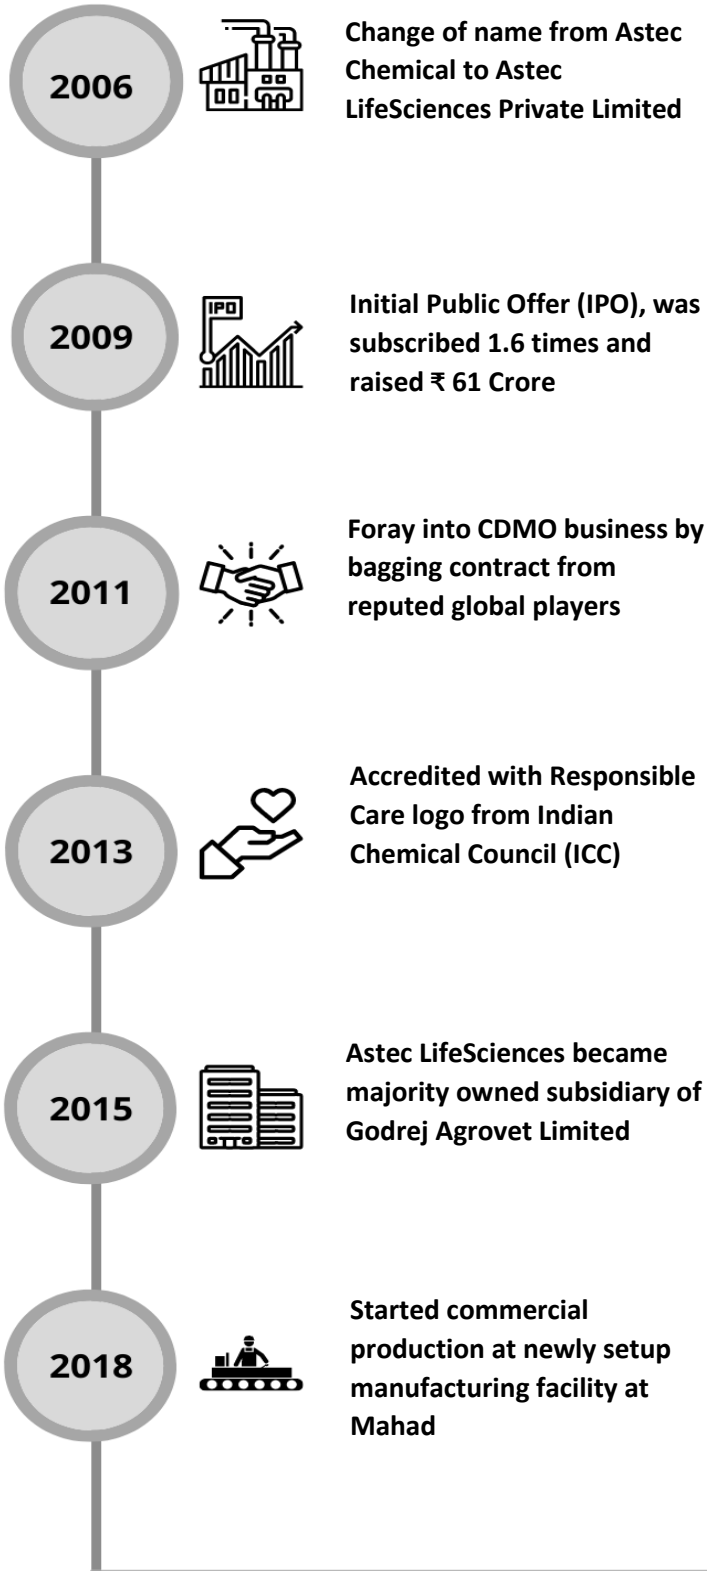 2006
Change of name from Astec
Chemical to Astec
LifeSciences Private Limited
2009
IPO
Initial Public Offer (IPO), was
subscribed 1.6 times and
raised ₹ 61 Crore
2011
Foray into CDMO business by
bagging contract from
reputed global players
2013
Accredited with Responsible
Care logo from Indian
Chemical Council (ICC)
2015
Astec LifeSciences became
majority owned subsidiary of
Godrej Agrovet Limited
2018
Started commercial
production at newly setup
manufacturing facility at
Mahad